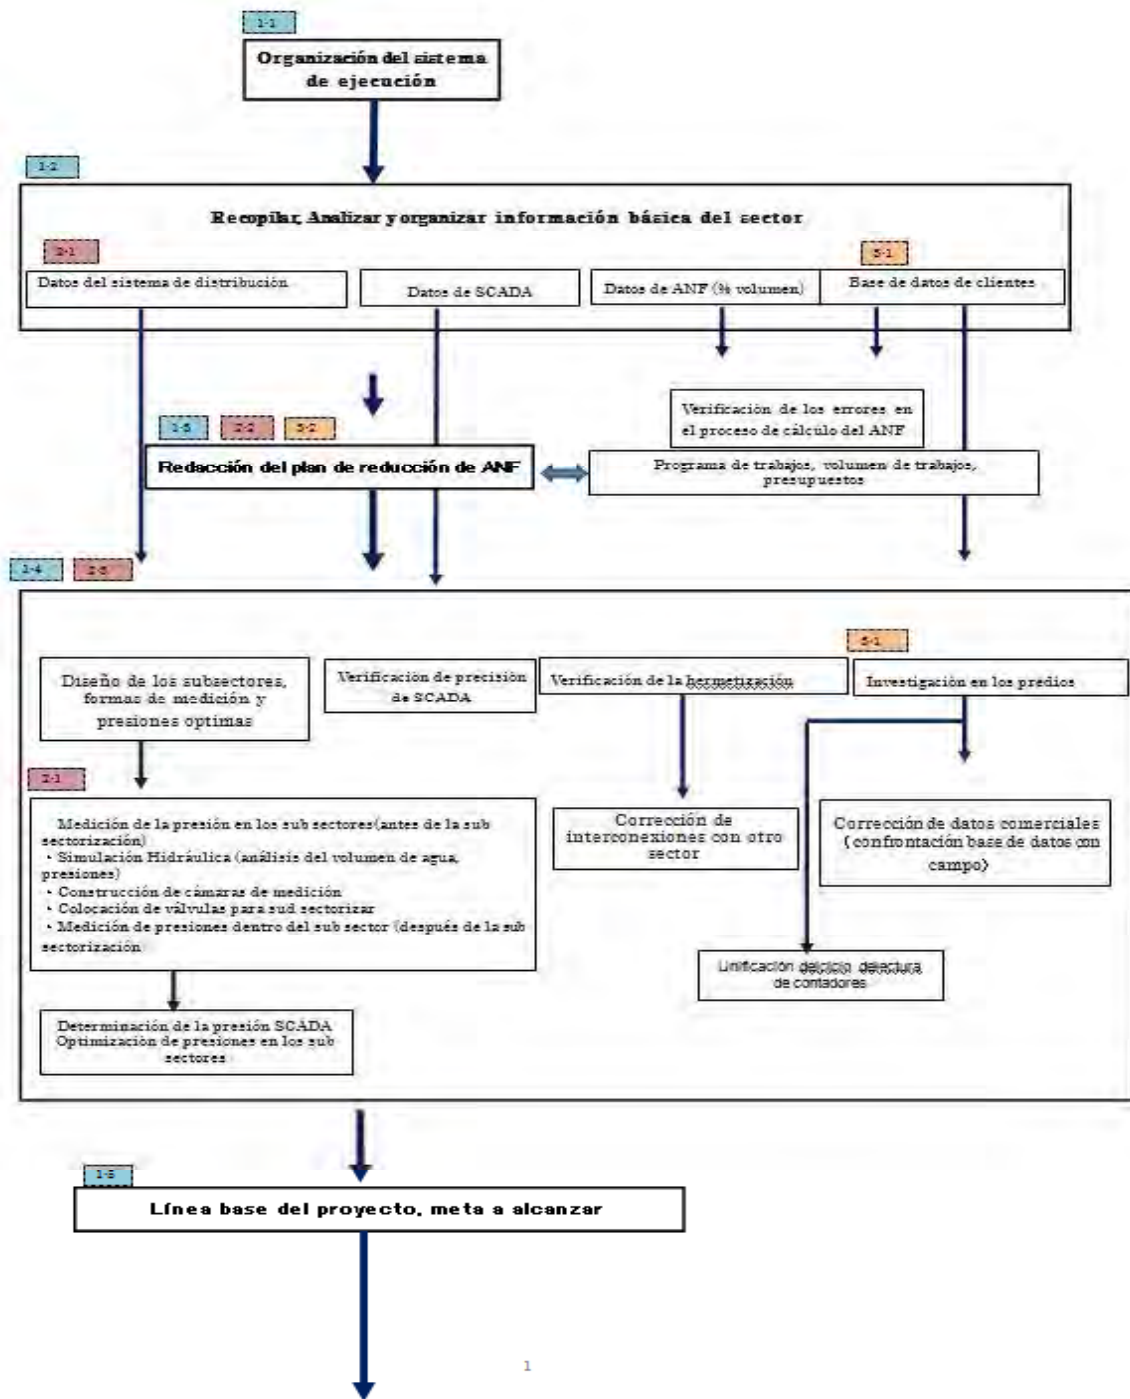 1-1
Organización del sistema
de ejecución
1-2
Recopilar, Analizar y organizar información básica del sector
2-1
Datos del sistema de distribución
Datos de SCADA
Datos de ANF (% volumen)
3-1
Base de datos de clientes
Verificación de los errores en
el proceso de cálculo del ANF
1-3
2-2
3-2
Redacción del plan de reducción de ANF
Programa de trabajos, volumen de trabajos,
presupuestos
1-4
2-3
3-1
Diseño de los subsectores,
formas de medición y
presiones optimas
Verificación de precisión
de SCADA
Verificación de la hermetización
Investigación en los predios
2-1
Medición de la presión en los sub sectores(antes de la sub
sectorización)
• Simulación Hidráulica (análisis del volumen de agua,
presiones)
• Construcción de cámaras de medición
• Colocación de válvulas para sud sectorizar
• Medición de presiones dentro del sub sector (después de la sub
sectorización
Corrección de
interconexiones con otro
sector
Corrección de datos comerciales
(confrontación base de datos con
campo)
Unificación delciclo delectura
de contadores
Determinación de la presión SCADA
Optimización de presiones en los sub
sectores
1-5
Línea base del proyecto, meta a alcanzar
1